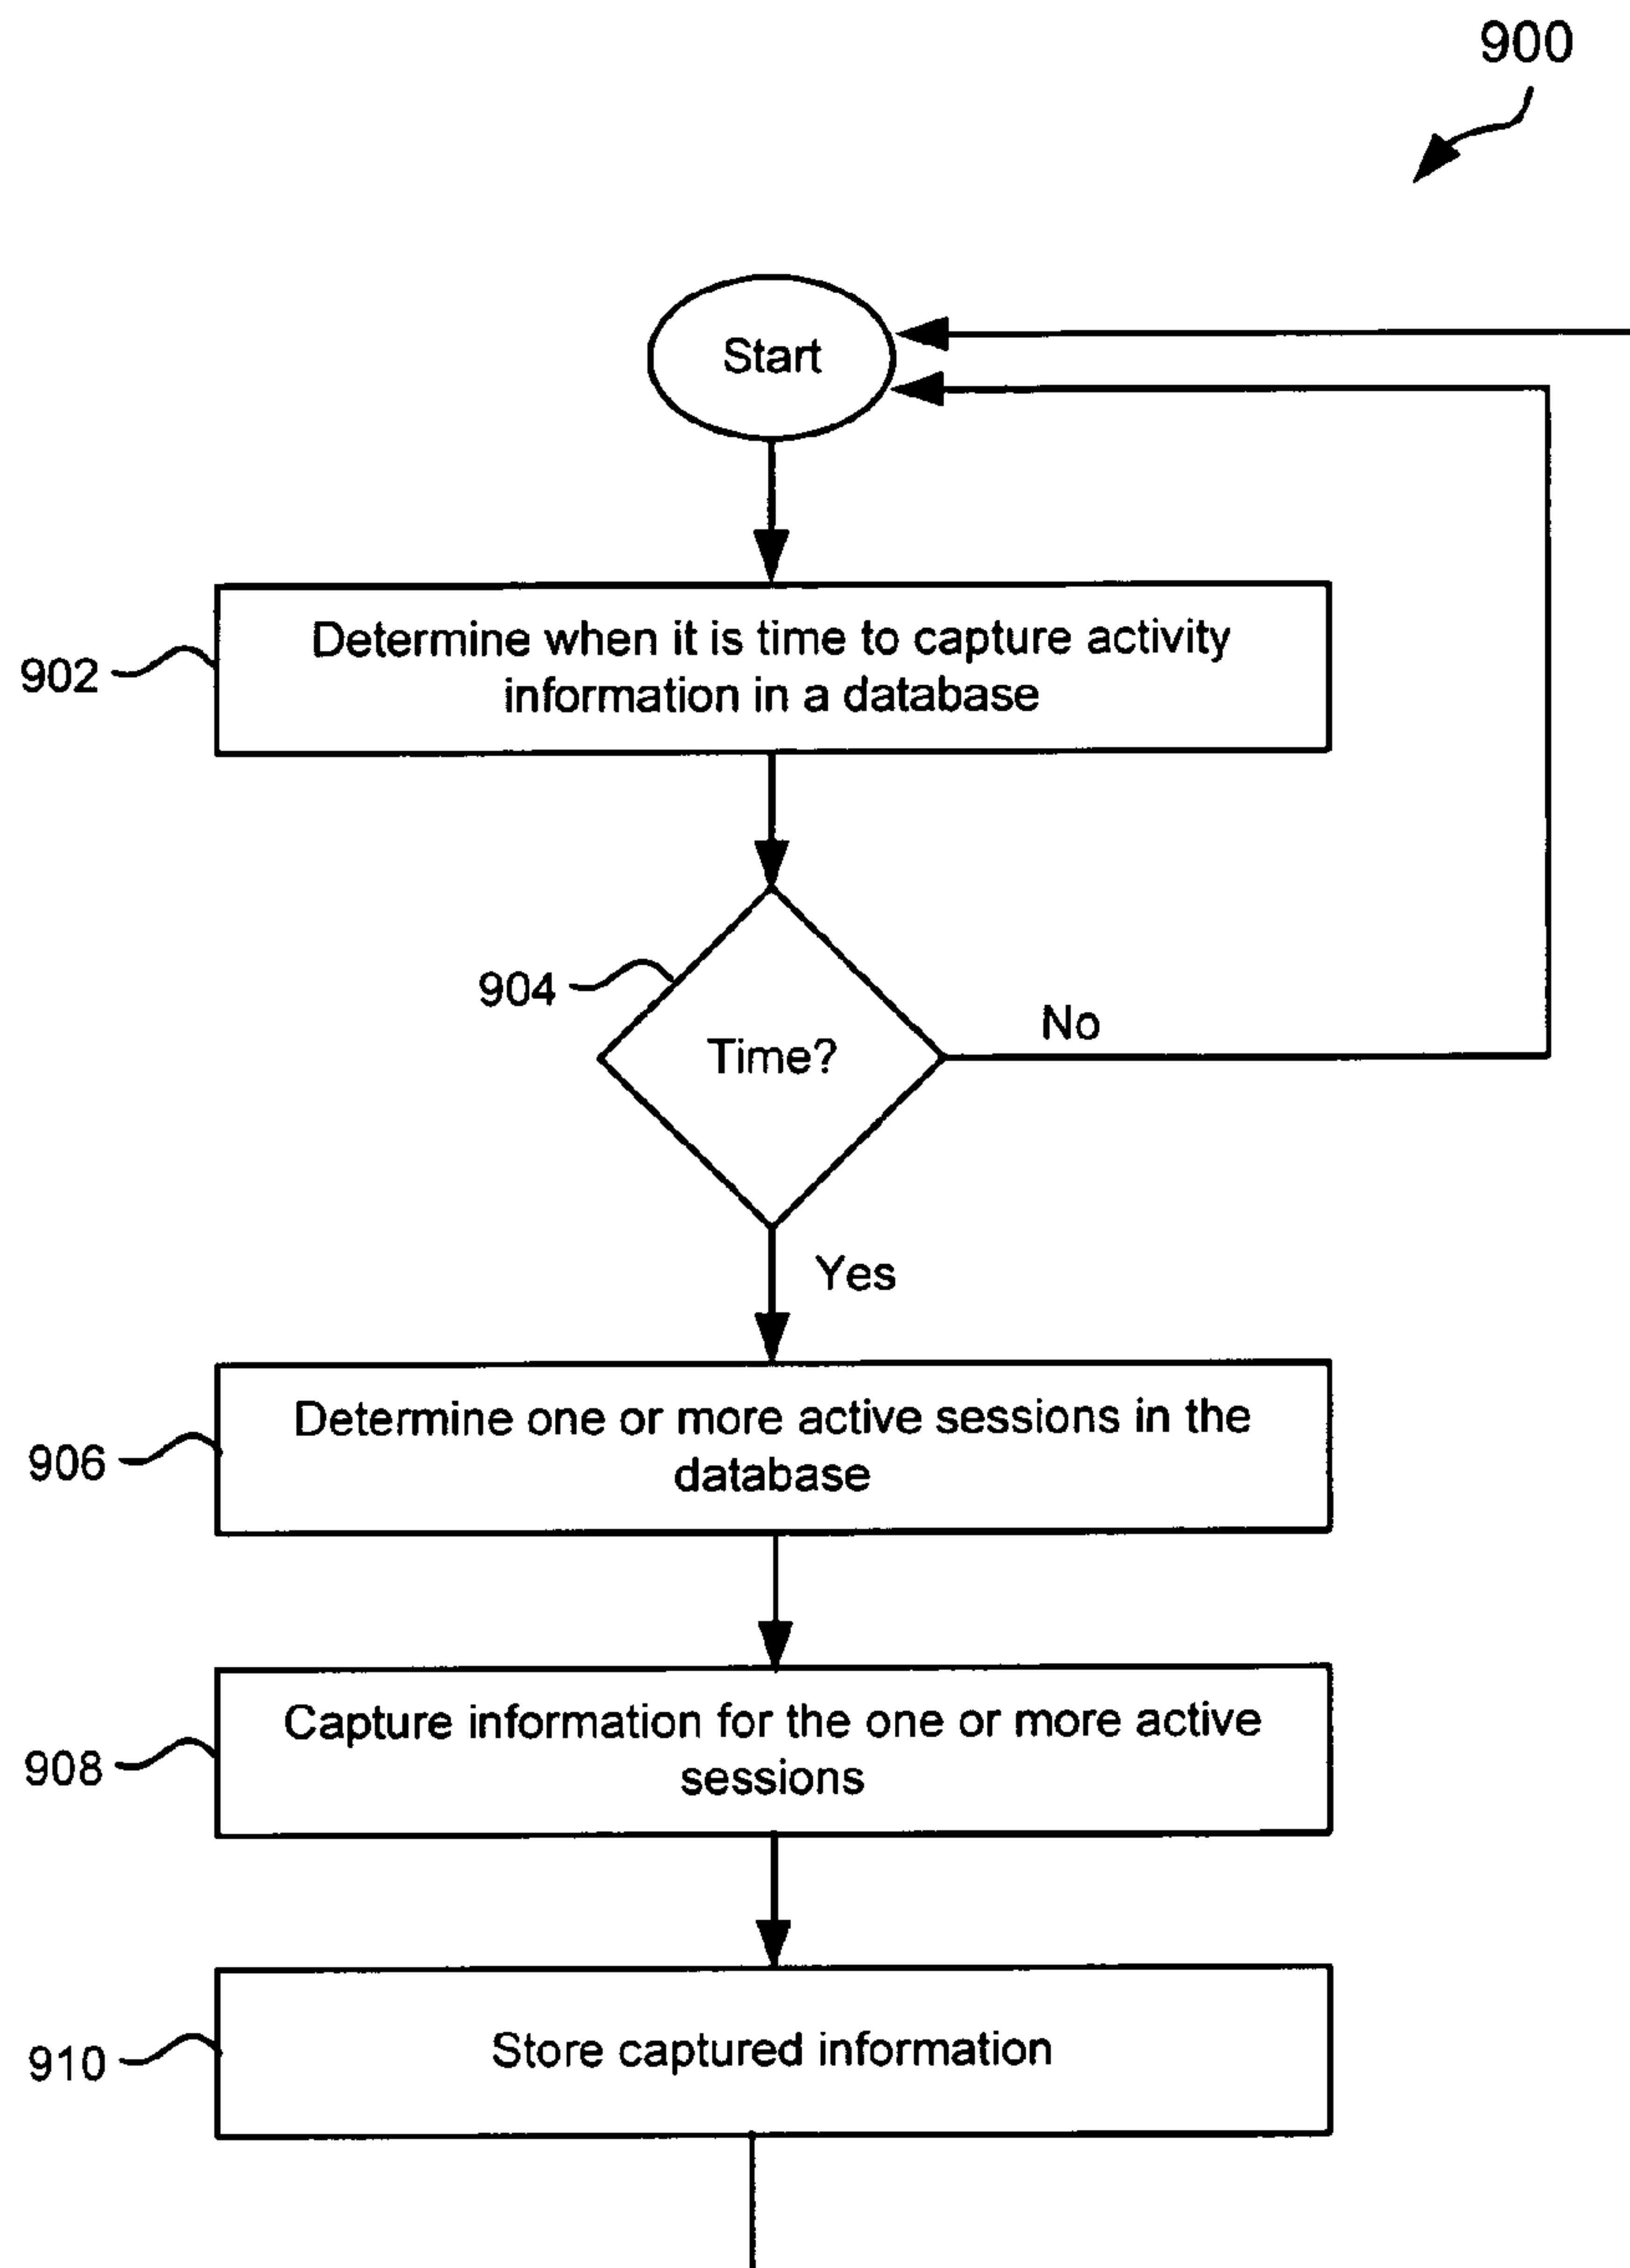 900
Start
902
Determine when it is time to capture activity
information in a database
904
Time?
No
Yes
906
Determine one or more active sessions in the
database
908
Capture information for the one or more active
sessions
910
Store captured information